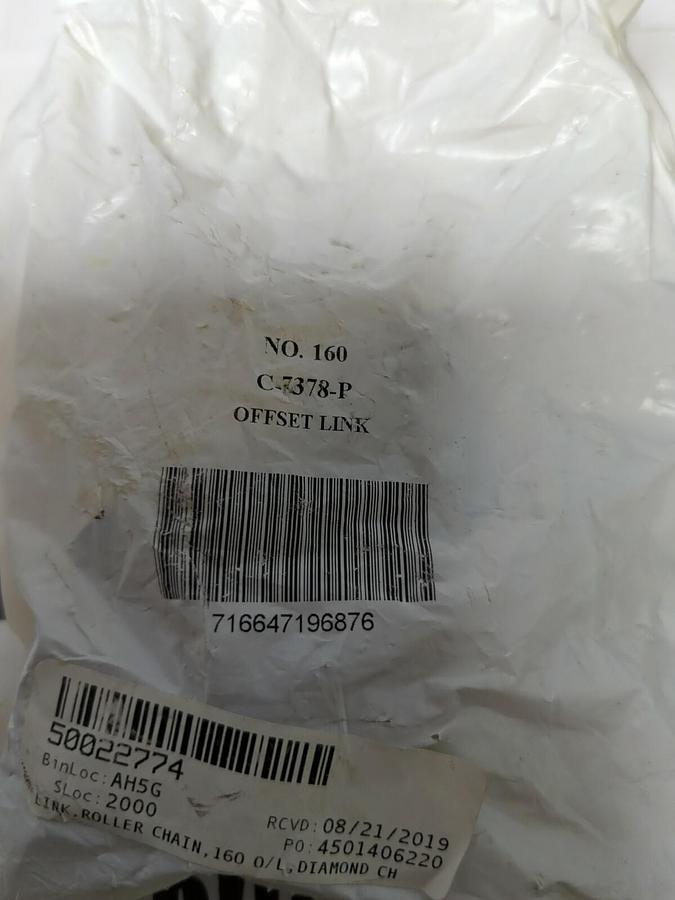 NO. 160
C-7378-P
OFFSET LINK
716647196876
50022774
BinLoc: AH5G
SLoc: 2000
RCVD: 08/21/2019
PO: 4501406220
LINK,ROLLER CHAIN,160 O/L,DIAMOND CH